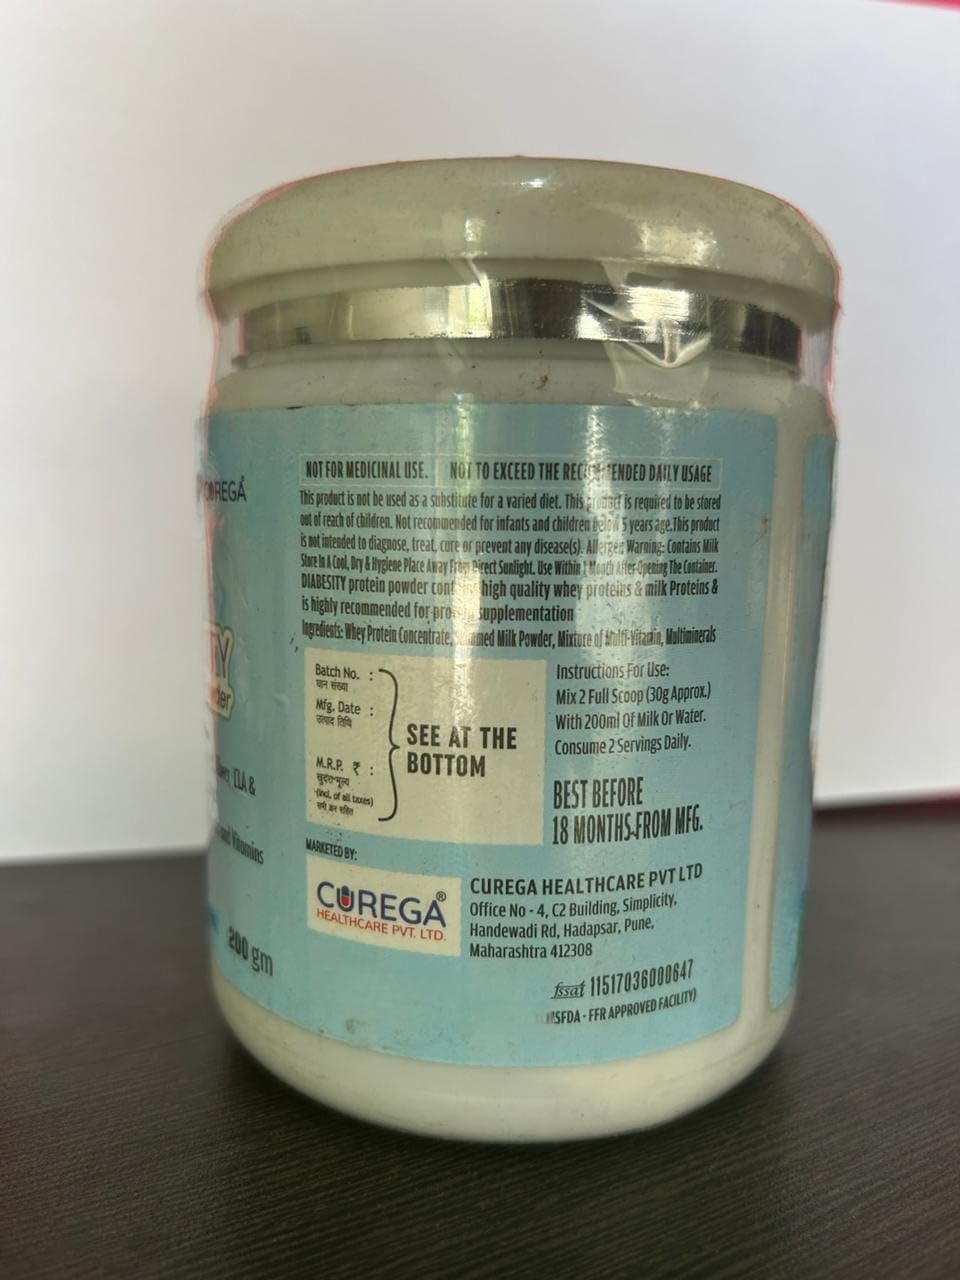 CUREGA
NOT FOR MEDICINAL USE. NOT TO EXCEED THE RECOMMENDED DAILY USAGE
This product is not be used as a substitute for a varied diet. This product is required to be stored
out of reach of children. Not recommended for infants and children below 5 years age.This product
is not intended to diagnose, treat, cure or prevent any disease(s). Allergen Warning: Contains Milk
Store In A Cool, Dry & Hygiene Place Away From Direct Sunlight. Use Within 1 Month After Opening The Container.
DIABESITY protein powder high quality whey proteins & milk Proteins &
is highly recommended for protein supplementation
Ingredients: Whey Protein Concentrate, Skimmed Milk Powder, Mixture of Multi-Vitamin, Multiminerals
Batch No. :
घान संख्या
Mfg. Date :
उत्पाद तिथि
M.R.P. ₹ :
खुदरा मूल्य
(incl. of all taxes)
सभी कर सहित
SEE AT THE
BOTTOM
Instructions For Use:
Mix 2 Full Scoop (30g Approx.)
With 200ml Of Milk Or Water.
Consume 2 Servings Daily.
BEST BEFORE
18 MONTHS FROM MFG.
MARKETED BY:
CUREGA®
HEALTHCARE PVT. LTD.
CUREGA HEALTHCARE PVT LTD
Office No - 4, C2 Building, Simplicity,
Handewadi Rd, Hadapsar, Pune,
Maharashtra 412308
fssai 11517036000647
SFDA - FFR APPROVED FACILITY)
CLA &
Vitamins
200 gm